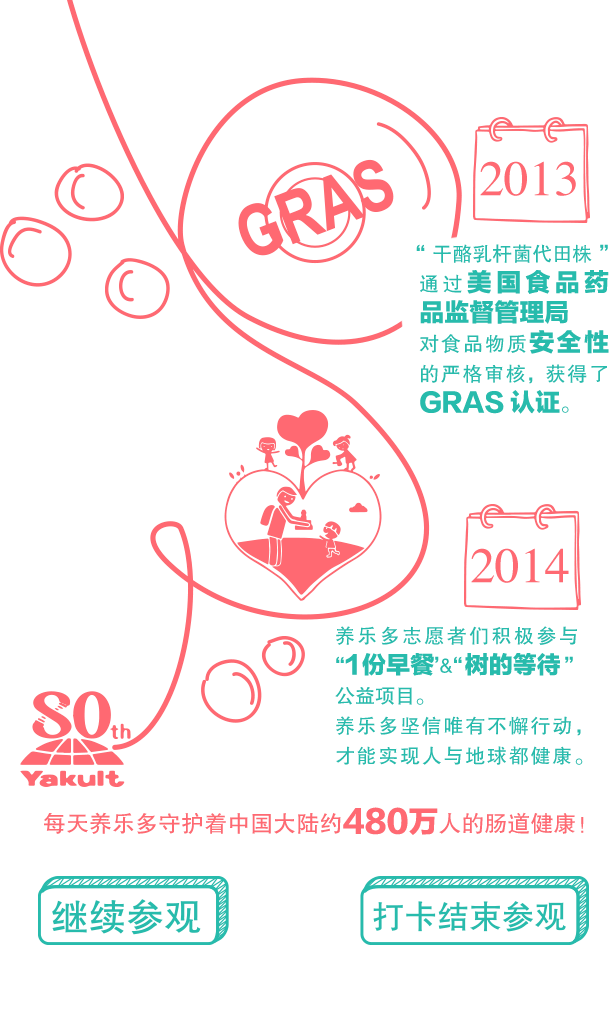 GRAS
2013
“ 干酪乳杆菌代田株 ”
通过美国食品药
品监督管理局
对食品物质安全性
的严格审核，获得了
GRAS 认证。
2014
养乐多志愿者们积极参与
“1份早餐”&“树的等待”
公益项目。
养乐多坚信唯有不懈行动，
才能实现人与地球都健康。
80th
Yakult
每天养乐多守护着中国大陆约480万人的肠道健康！
继续参观
打卡结束参观